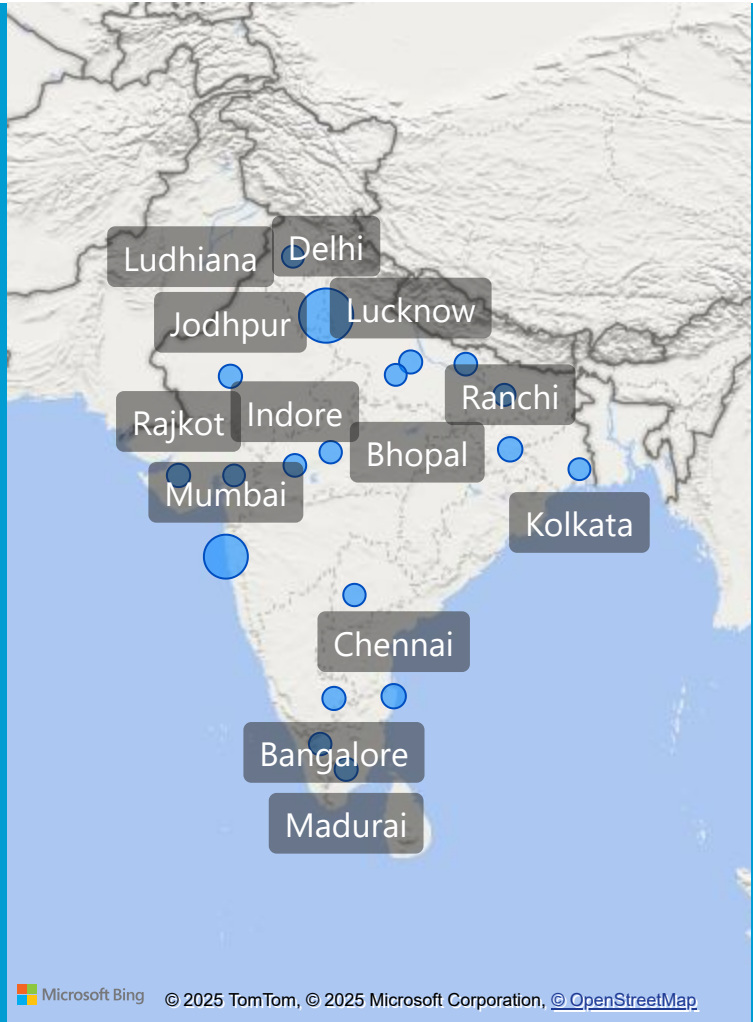 Delhi
Ludhiana
Lucknow
Jodhpur
Ranchi
Indore
Rajkot
Bhopal
Mumbai
Kolkata
Chennai
Bangalore
Madurai
Microsoft Bing
© 2025 TomTom, © 2025 Microsoft Corporation, © OpenStreetMap